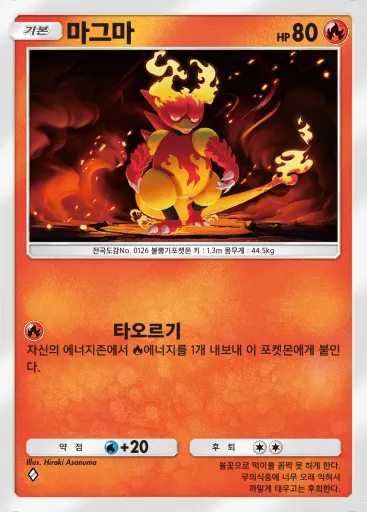 기본 마그마 HP 80
전국도감No. 0126 불뿜기포켓몬 키 : 1.3m 몸무게 : 44.5kg
타오르기
자신의 에너지존에서 에너지를 1개 내보내 이 포켓몬에게 붙인
다.
약 점 +20 후 퇴
Illus. Hiroki Asanuma
불꽃으로 먹이를 꼼짝 못 하게 한다.
무의식중에 너무 오래 익혀서
까맣게 태우고는 후회한다.